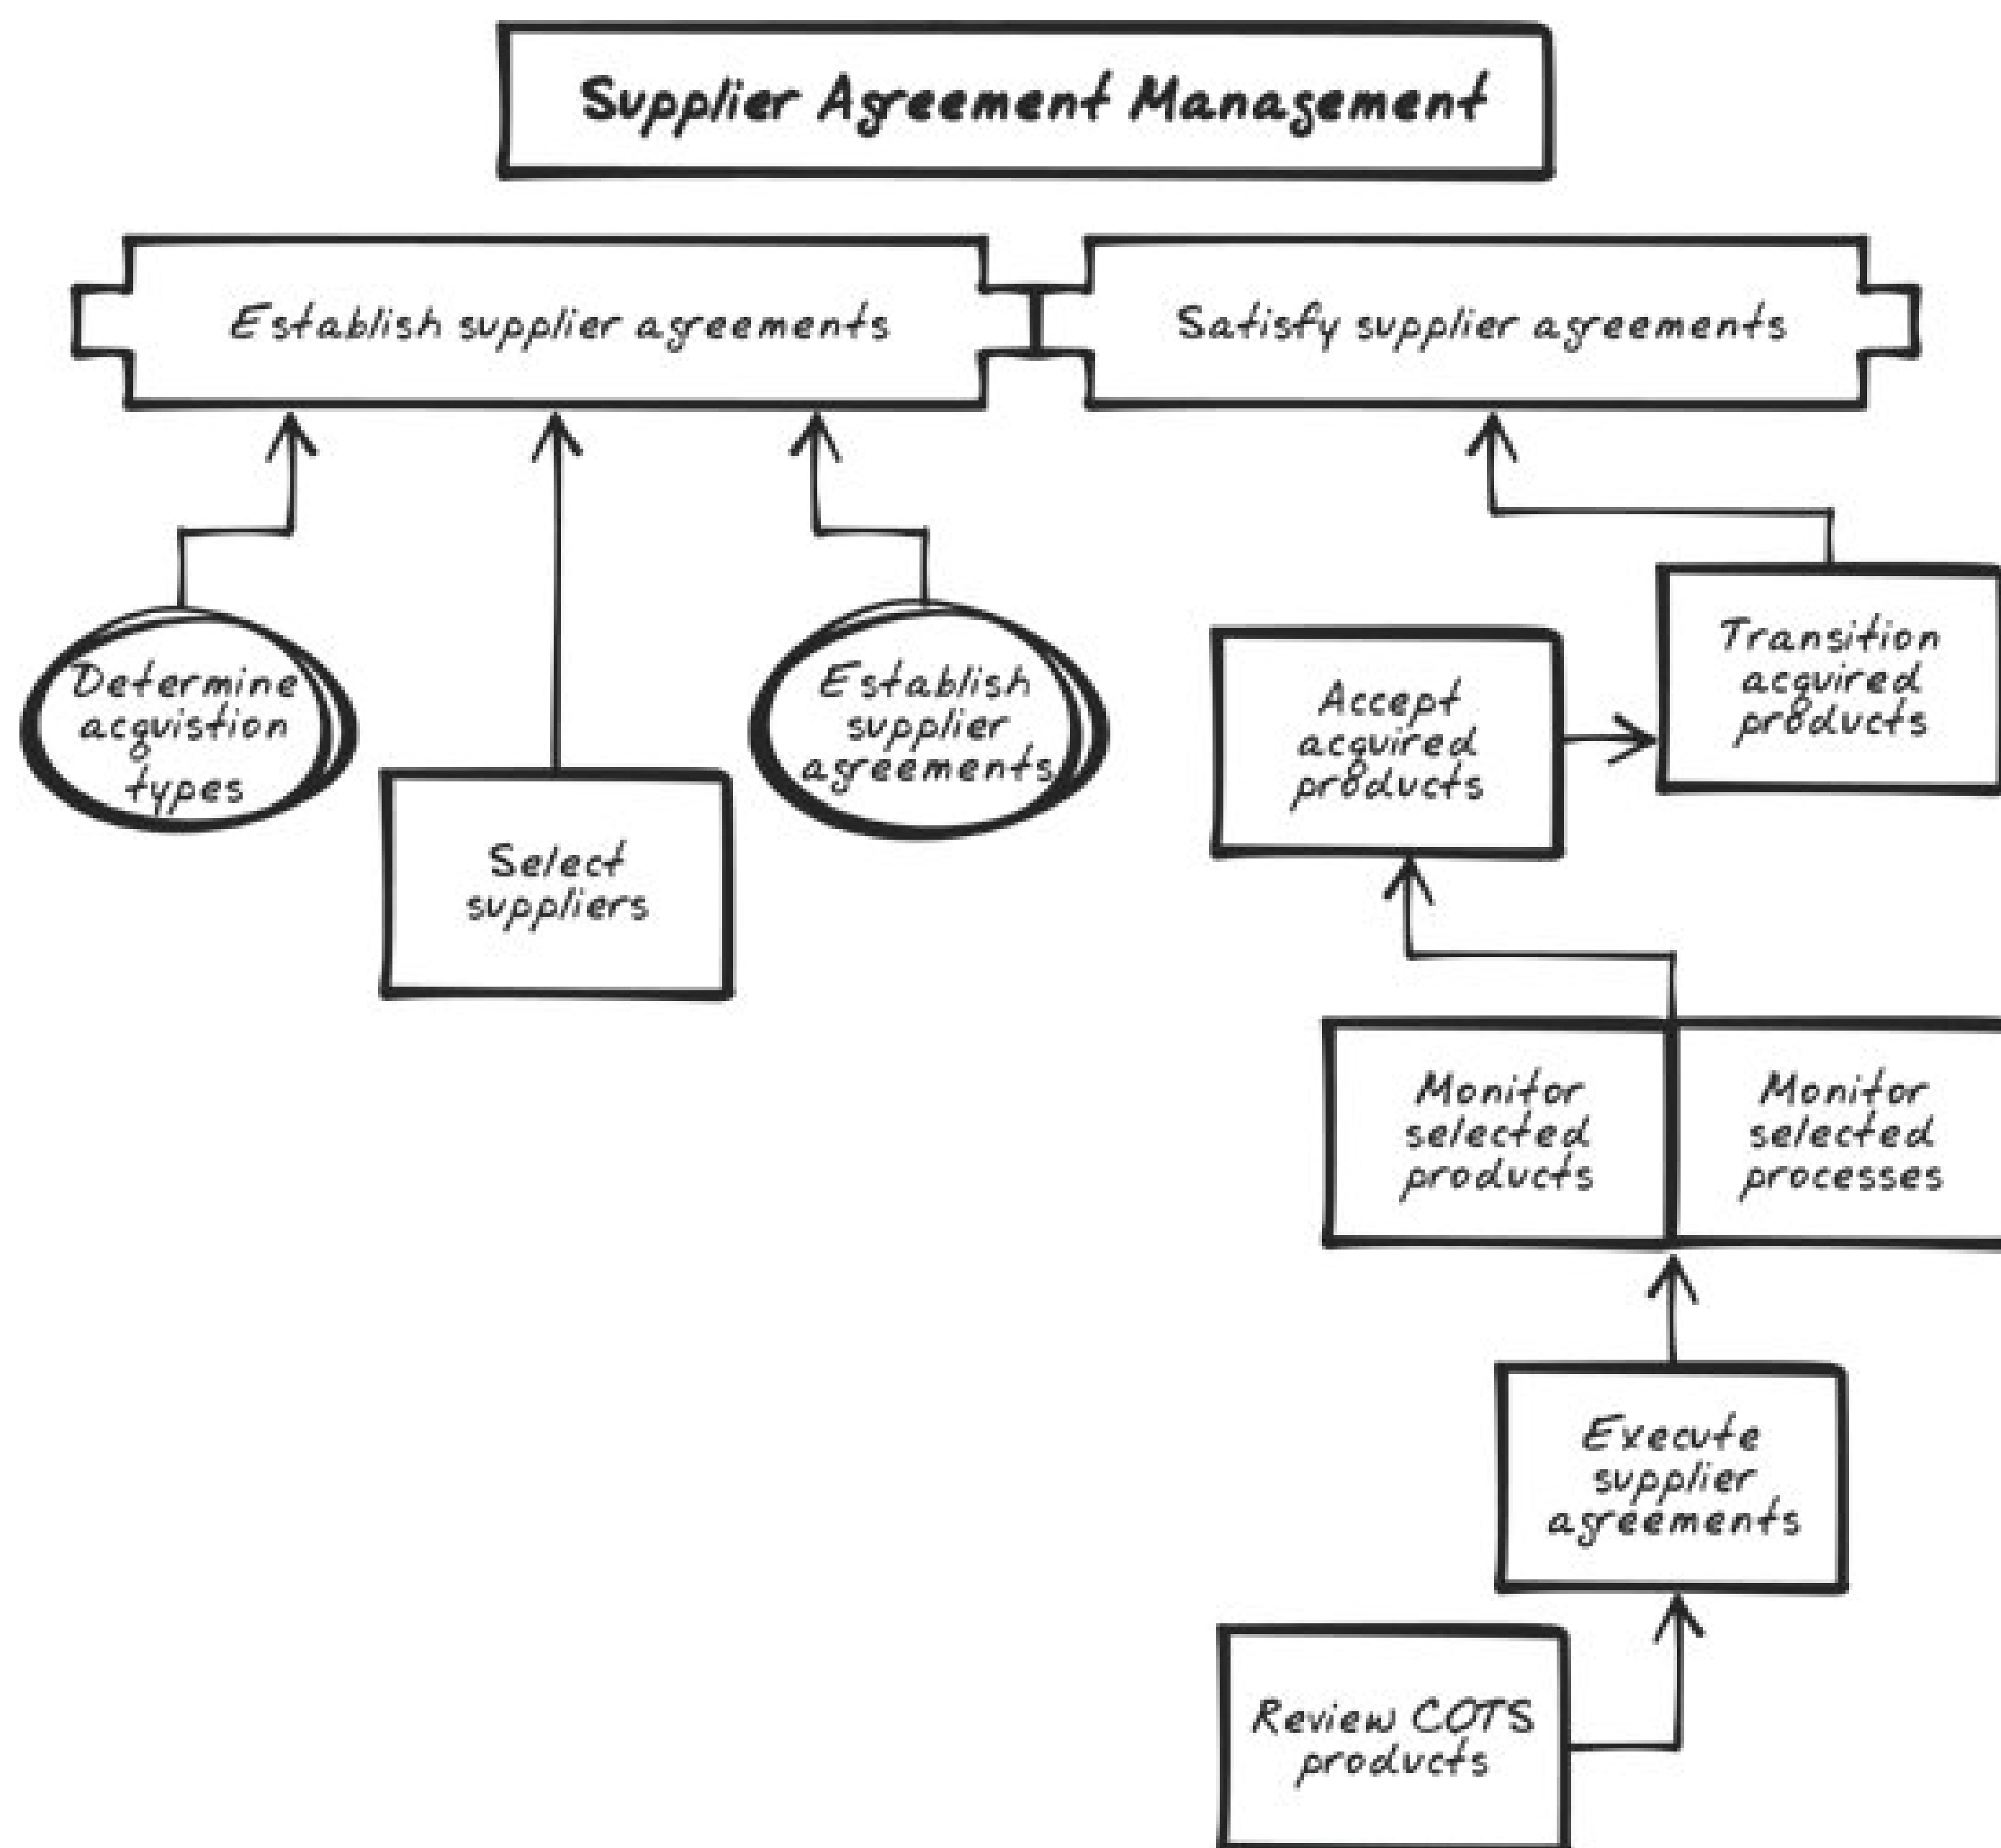 Supplier Agreement Management
Establish supplier agreements
Satisfy supplier agreements
Determine
acquistion
types
Select
suppliers
Establish
supplier
agreements
Accept
acquired
products
Transition
acquired
products
Monitor
selected
products
Monitor
selected
processes
Execute
supplier
agreements
Review COTS
products